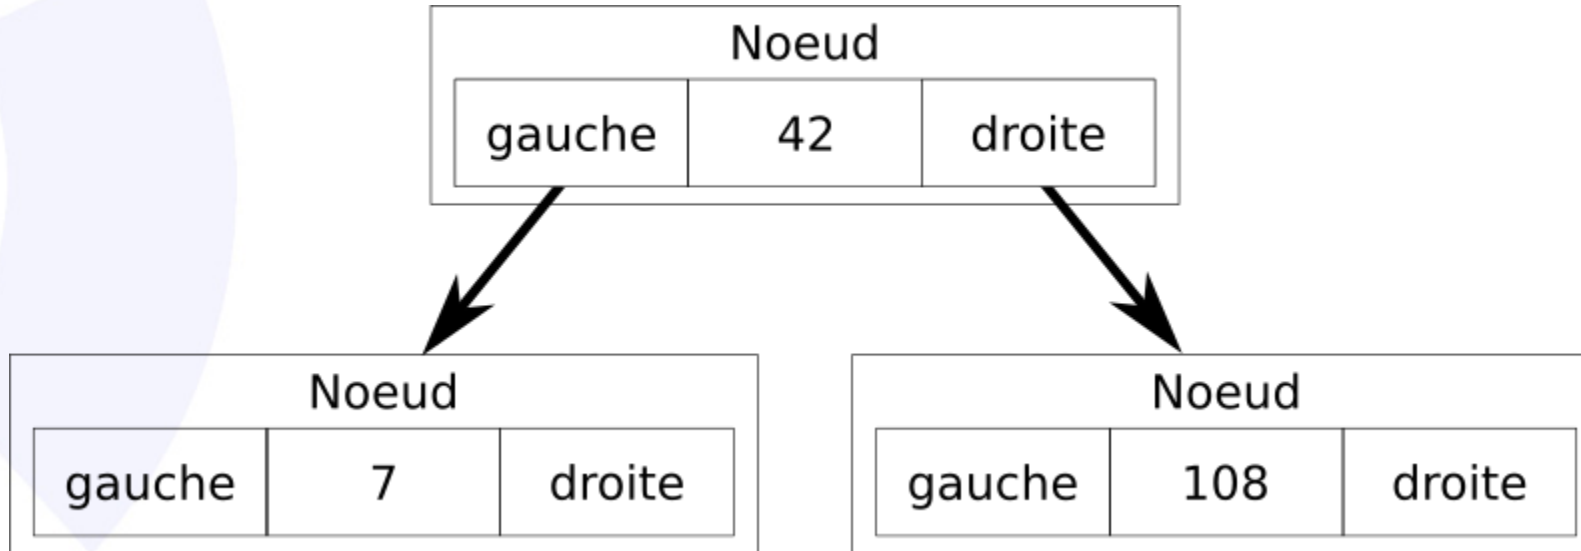 Noeud
gauche 42 droite
Noeud
gauche 7 droite
Noeud
gauche 108 droite